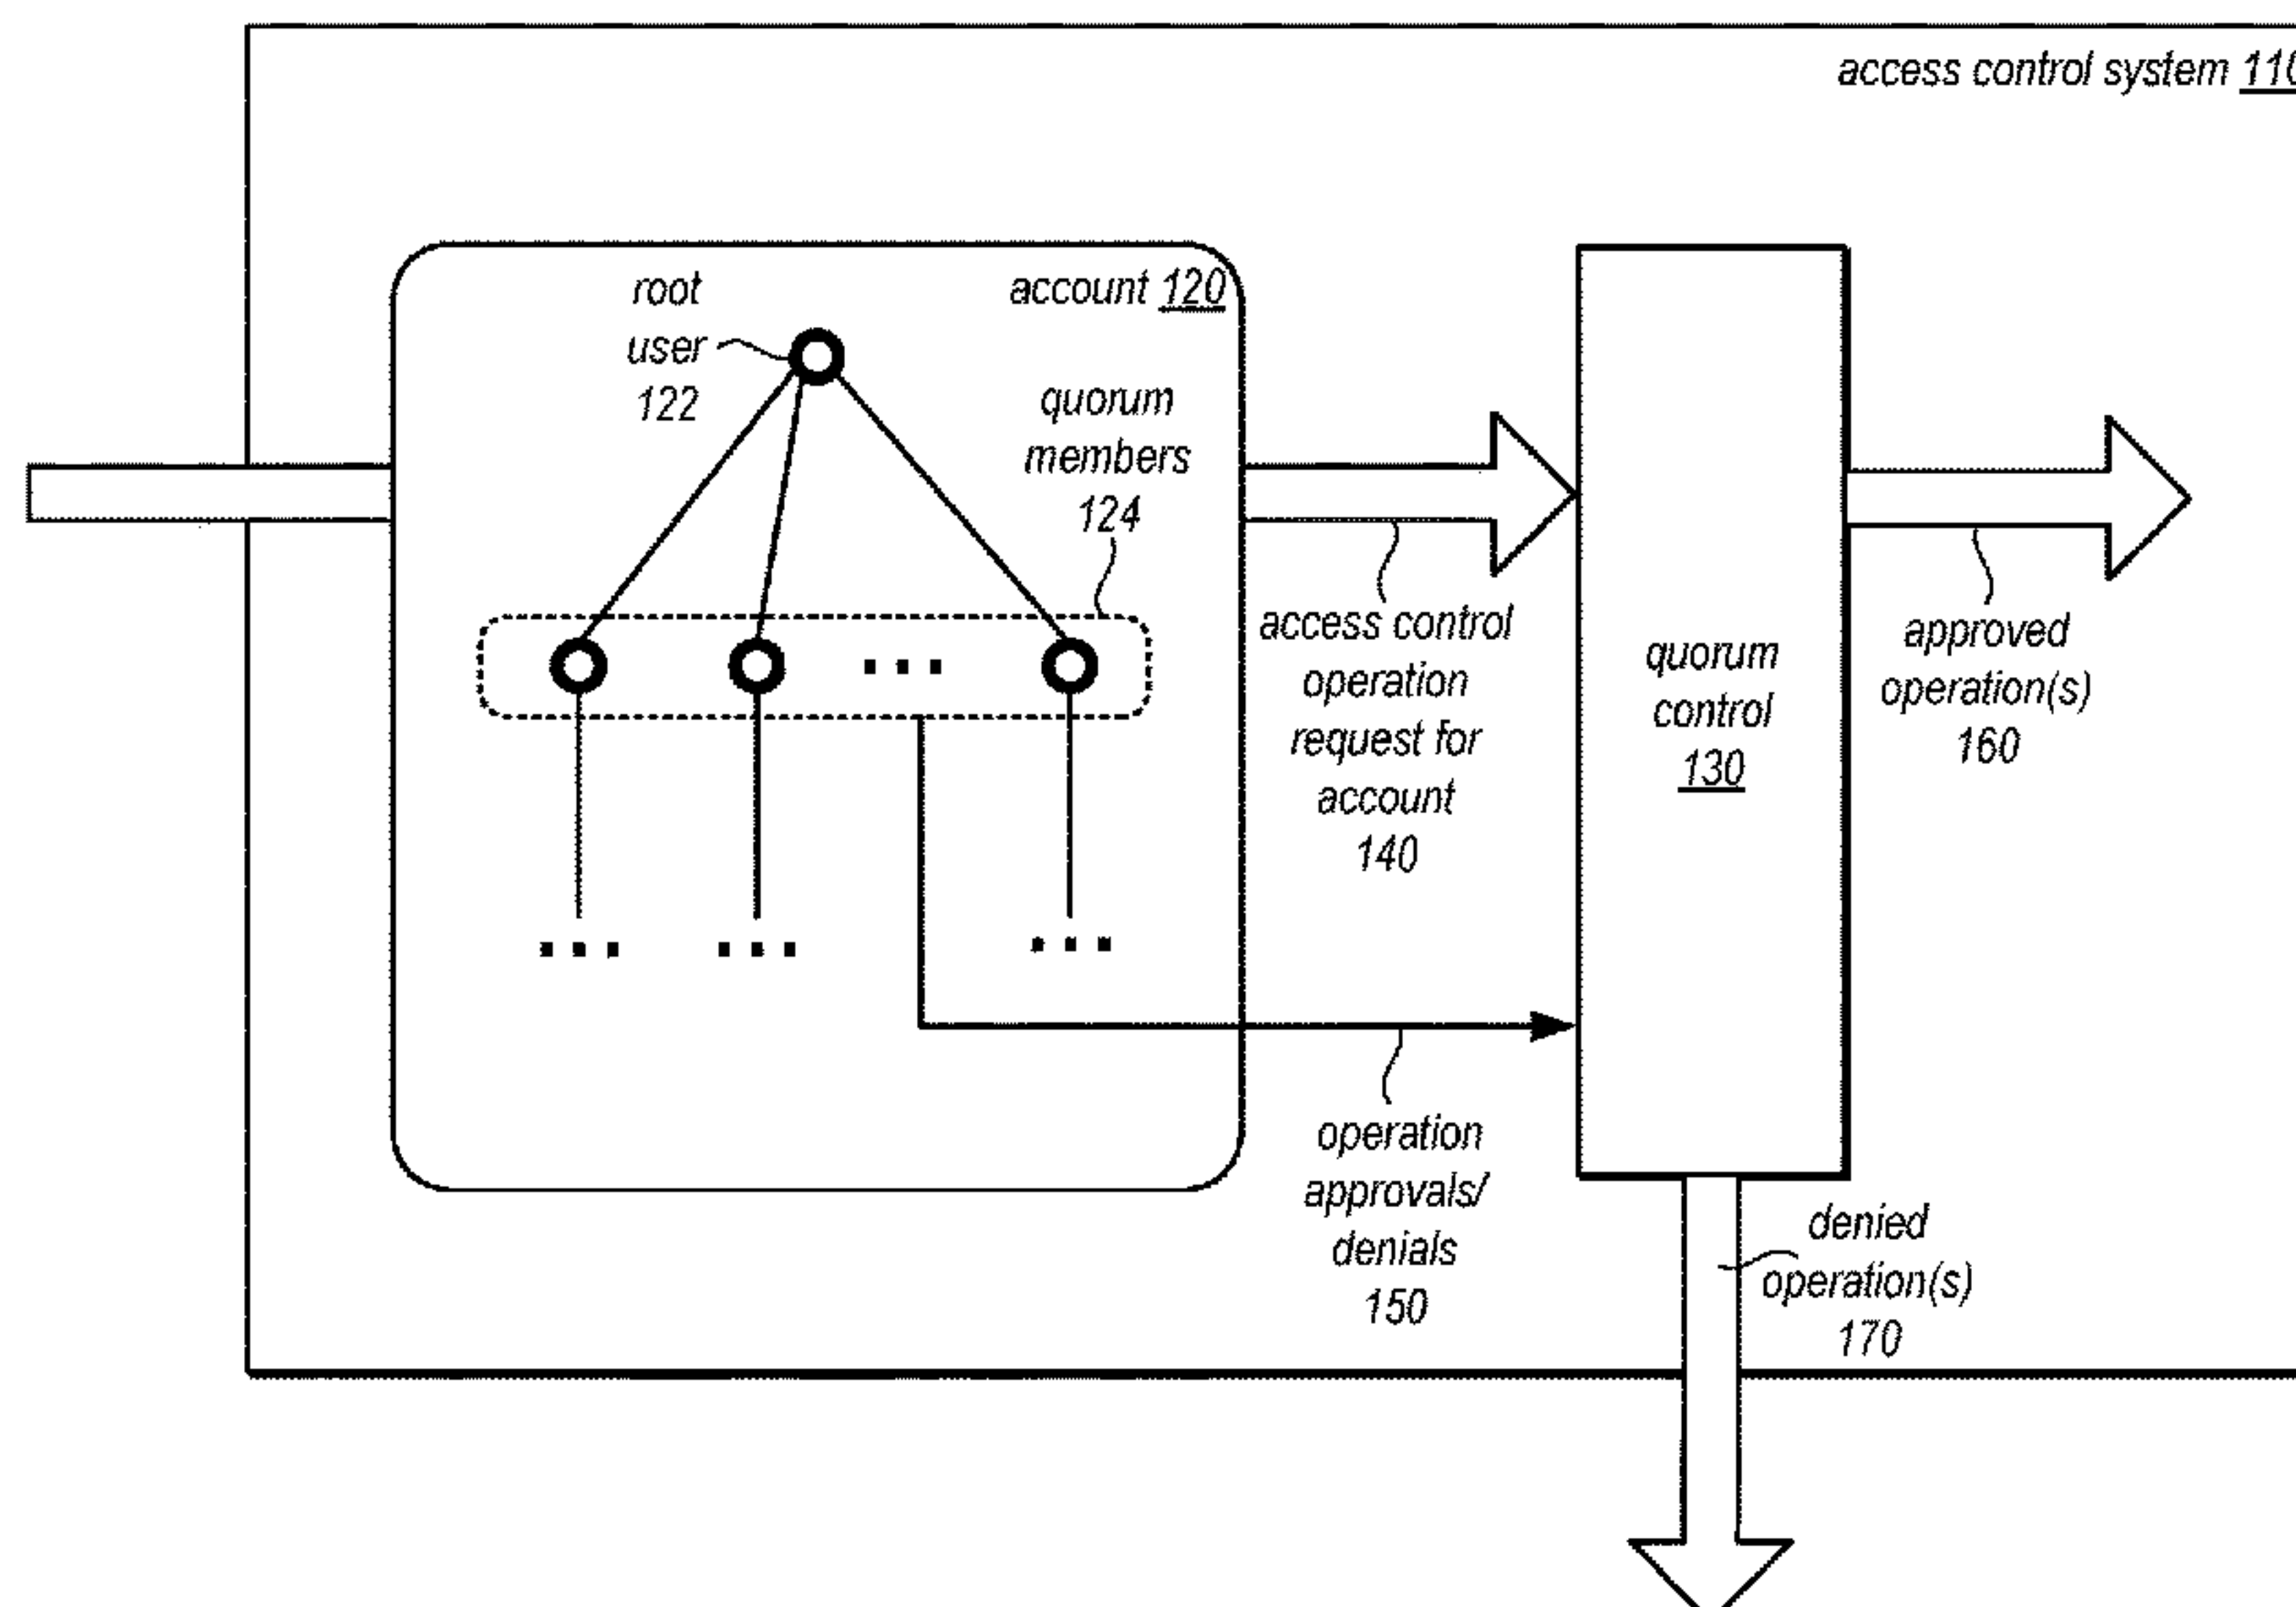 access control system 110
root
user
122
account 120
quorum
members
124
access control
operation
request for
account
140
quorum
control
130
approved
operation(s)
160
operation
approvals/
denials
150
denied
operation(s)
170